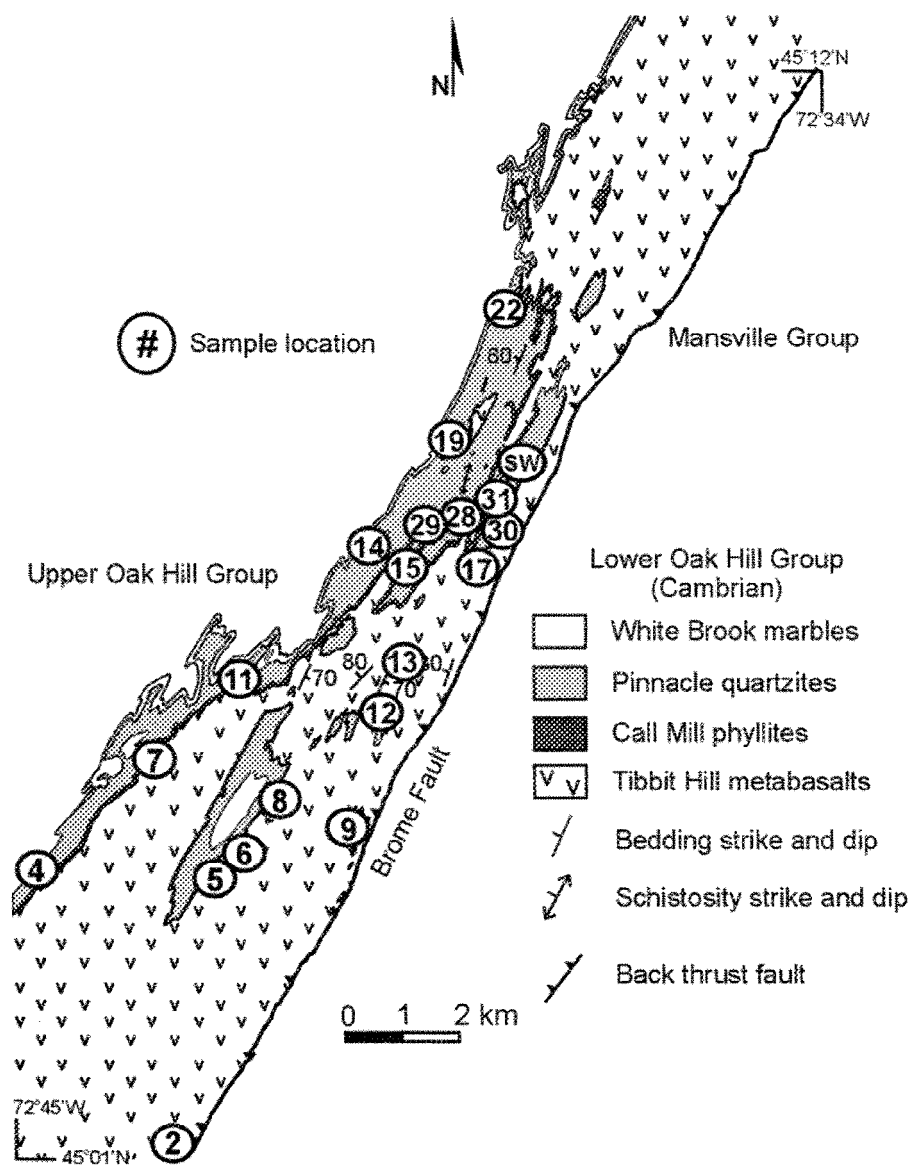 N
45°12'N
72°34'W
22
# Sample location
Mansville Group
60
19
SW
31
28
29
30
14
15
17
Upper Oak Hill Group
Lower Oak Hill Group
(Cambrian)
White Brook marbles
Pinnacle quartzites
Call Mill phyllites
Tibbit Hill metabasalts
Bedding strike and dip
Schistosity strike and dip
Back thrust fault
13
80
70
11
12
7
8
9
Brome Fault
6
4
5
0 1 2 km
72°45'W
2
45°01'N